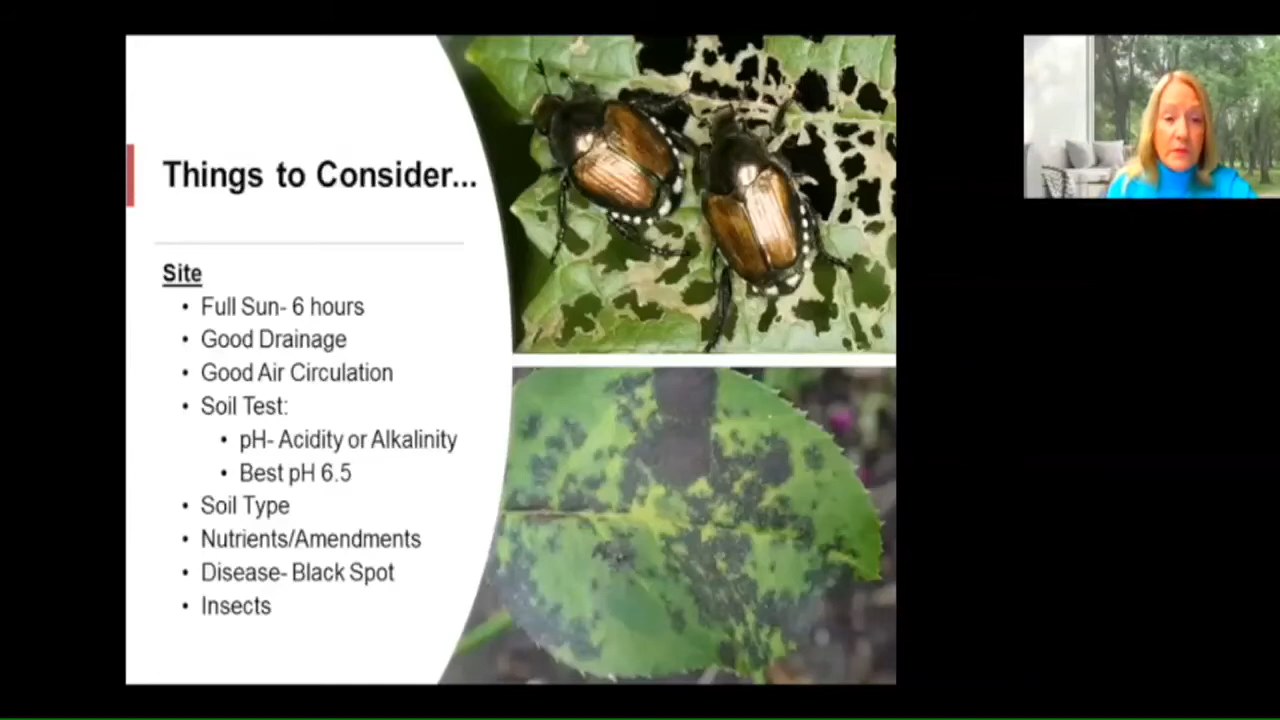 Things to Consider...
Site
• Full Sun- 6 hours
• Good Drainage
• Good Air Circulation
• Soil Test:
• pH- Acidity or Alkalinity
• Best pH 6.5
• Soil Type
• Nutrients/Amendments
• Disease- Black Spot
• Insects